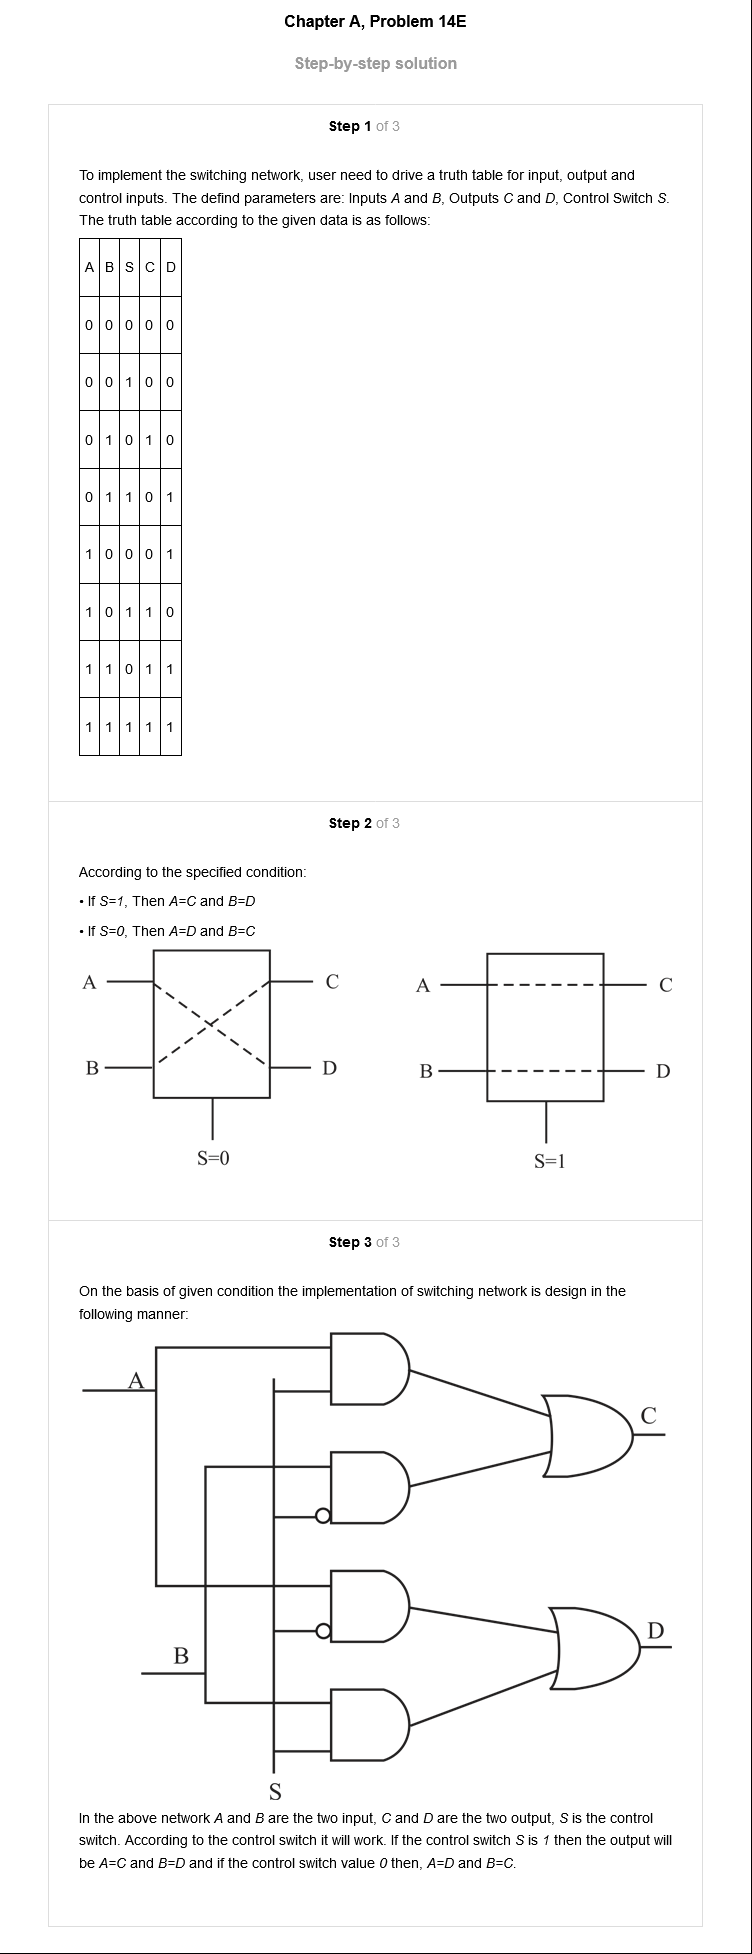 Chapter A, Problem 14E
Step-by-step solution
Step 1 of 3
To implement the switching network, user need to drive a truth table for input, output and
control inputs. The defind parameters are: Inputs A and B, Outputs C and D, Control Switch S.
The truth table according to the given data is as follows:
A B S C D
0 0 0 0 0
0 0 1 0 0
0 1 0 1 0
0 1 1 0 1
1 0 0 0 1
1 0 1 1 0
1 1 0 1 1
1 1 1 1 1
Step 2 of 3
According to the specified condition:
• If S=1, Then A=C and B=D
• If S=0, Then A=D and B=C
A C A C
B D B D
S=0 S=1
Step 3 of 3
On the basis of given condition the implementation of switching network is design in the
following manner:
A
C
B
D
S
In the above network A and B are the two input, C and D are the two output, S is the control
switch. According to the control switch it will work. If the control switch S is 1 then the output will
be A=C and B=D and if the control switch value 0 then, A=D and B=C.